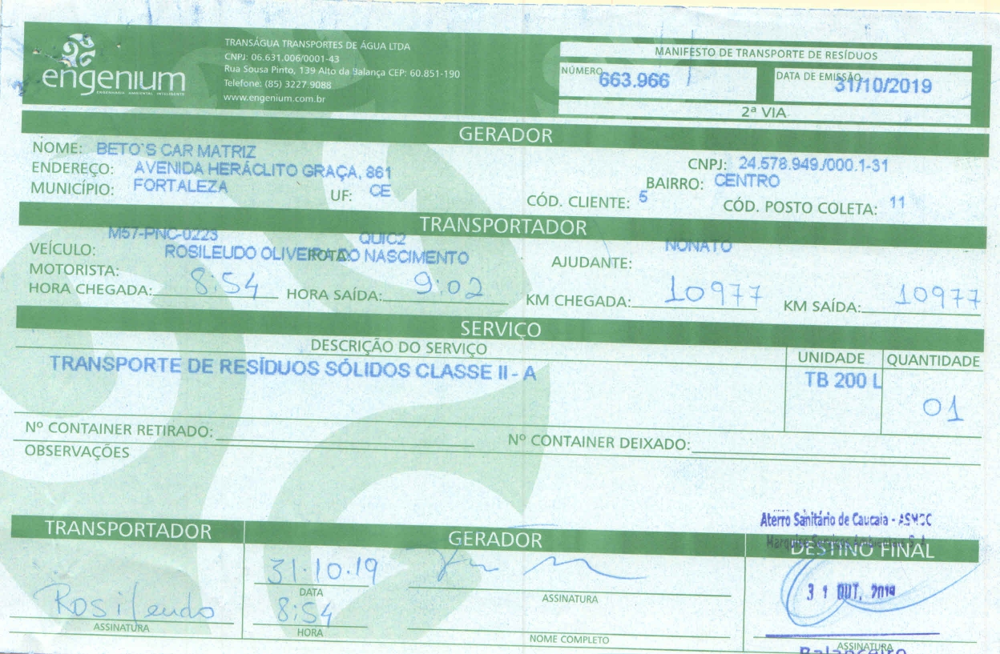 engenium
ENGENHARIA AMBIENTAL INTELIGENTE
TRANSÁGUA TRANSPORTES DE ÁGUA LTDA
CNPJ: 06.631.006/0001-43
Rua Sousa Pinto, 139 Alto da Balança CEP: 60.851-190
Telefone: (85) 3227.9088
www.engenium.com.br
MANIFESTO DE TRANSPORTE DE RESÍDUOS
NÚMERO 663.966
DATA DE EMISSÃO 31/10/2019
2ª VIA
GERADOR
NOME: BETO`S CAR MATRIZ
CNPJ: 24.578.949./000.1-31
ENDEREÇO: AVENIDA HERÁCLITO GRAÇA, 861
BAIRRO: CENTRO
MUNICÍPIO: FORTALEZA UF: CE
CÓD. CLIENTE: 5 CÓD. POSTO COLETA: 11
TRANSPORTADOR
VEÍCULO: M57-PNC-0223 ROTA: QUIC2 AJUDANTE: NONATO
MOTORISTA: ROSILEUDO OLIVEIRA DO NASCIMENTO
HORA CHEGADA: 8:54 HORA SAÍDA: 9:02 KM CHEGADA: 10977 KM SAÍDA: 10977
SERVIÇO
DESCRIÇÃO DO SERVIÇO UNIDADE QUANTIDADE
TRANSPORTE DE RESÍDUOS SÓLIDOS CLASSE II - A TB 200 L 01
Nº CONTAINER RETIRADO: Nº CONTAINER DEIXADO:
OBSERVAÇÕES
Aterro Sanitário de Caucaia - ASMOC
Marquise Serviços Ambientais S.A.
TRANSPORTADOR GERADOR DESTINO FINAL
31.10.19
DATA
ASSINATURA
31 OUT. 2019
Rosileudo
ASSINATURA
8:54
HORA
NOME COMPLETO
ASSINATURA
Balanceiro